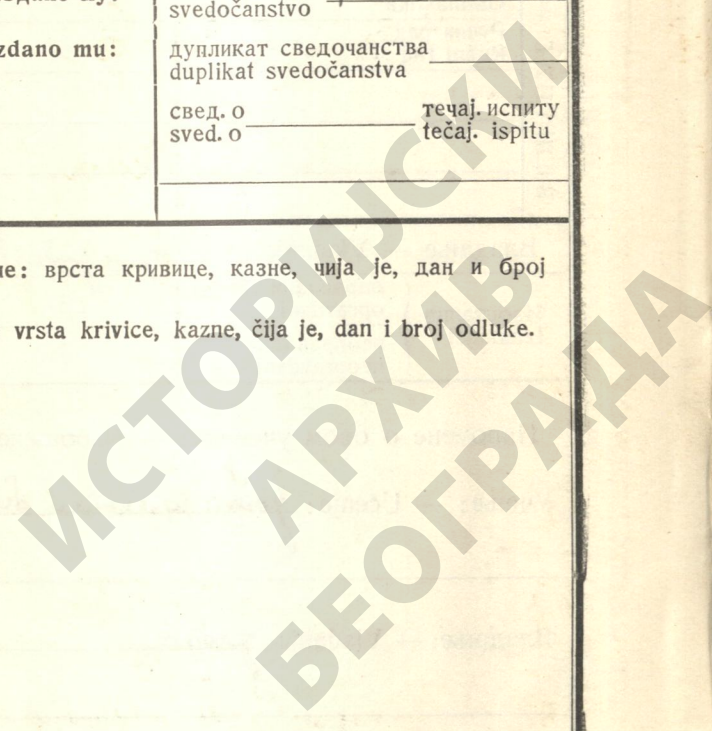 svedočanstvo
zdano mu:
дупликат сведочанства
duplikat svedočanstva
свед. о течај. испиту
sved. o tečaj. ispitu
врста кривице, казне, чија је, дан и број
vrsta krivice, kazne, čija je, dan i broj odluke.
ИСТОРИЈСКИ
АРХИВ
БЕОГРАДА